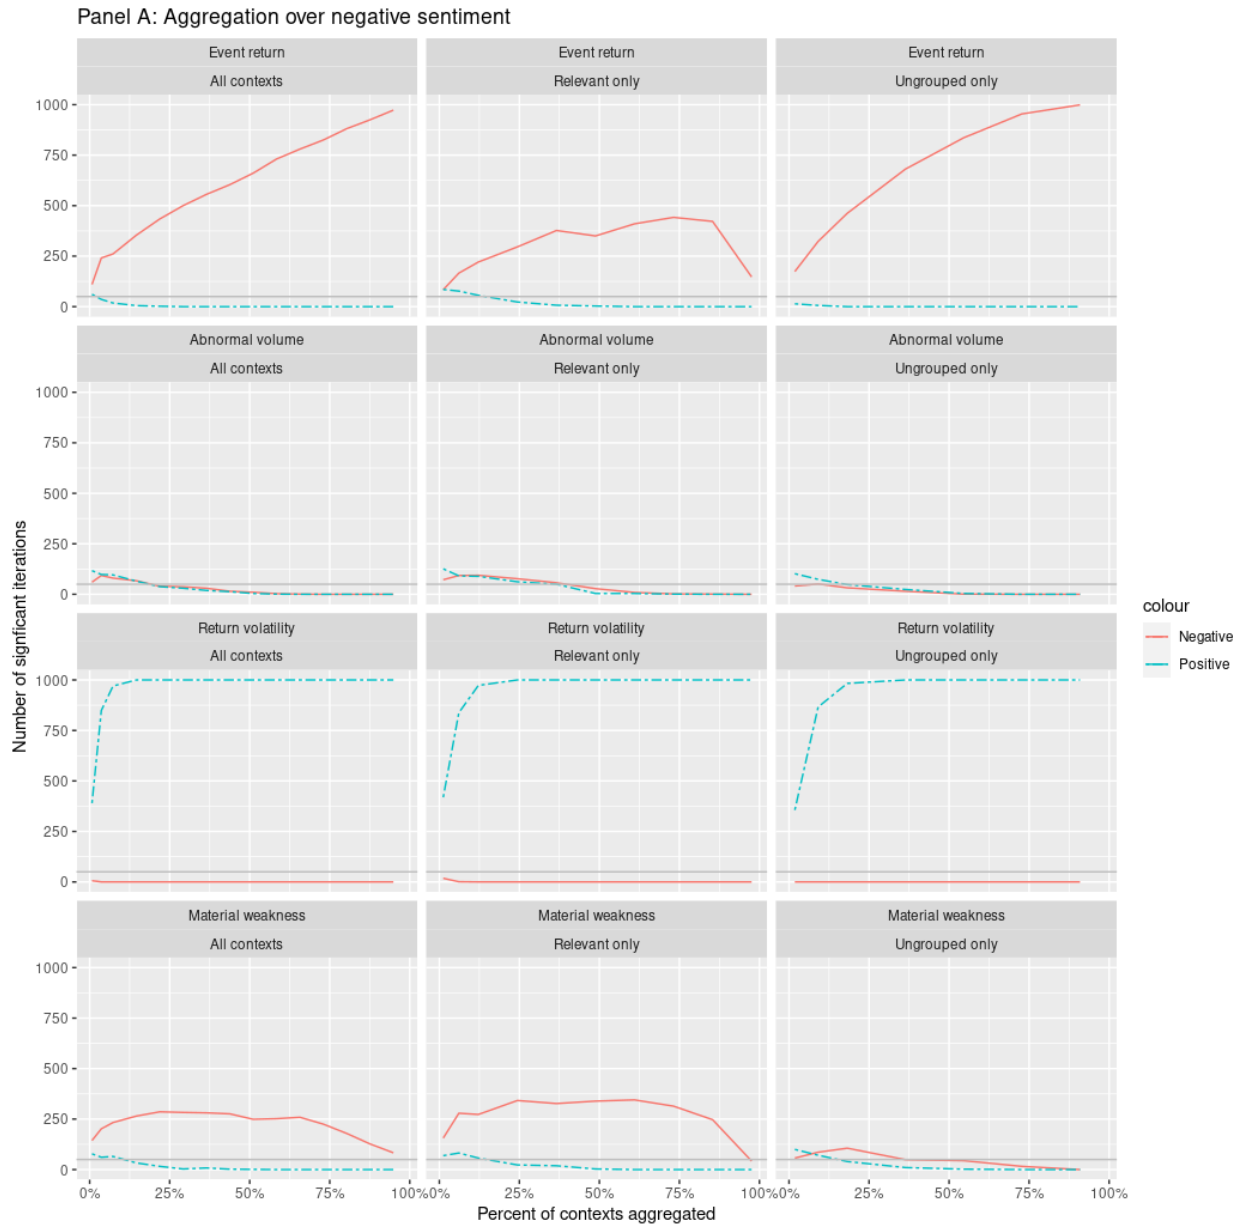 Panel A: Aggregation over negative sentiment
Event return
Event return
Event return
All contexts
Relevant only
Ungrouped only
1000
750
500
250
0
Abnormal volume
Abnormal volume
Abnormal volume
All contexts
Relevant only
Ungrouped only
1000
750
500
250
0
Number of signficant iterations
Return volatility
Return volatility
Return volatility
All contexts
Relevant only
Ungrouped only
1000
750
500
250
0
colour
Negative
Positive
Material weakness
Material weakness
Material weakness
All contexts
Relevant only
Ungrouped only
1000
750
500
250
0
0% 25% 50% 75% 100% 0% 25% 50% 75% 100% 0% 25% 50% 75% 100%
Percent of contexts aggregated